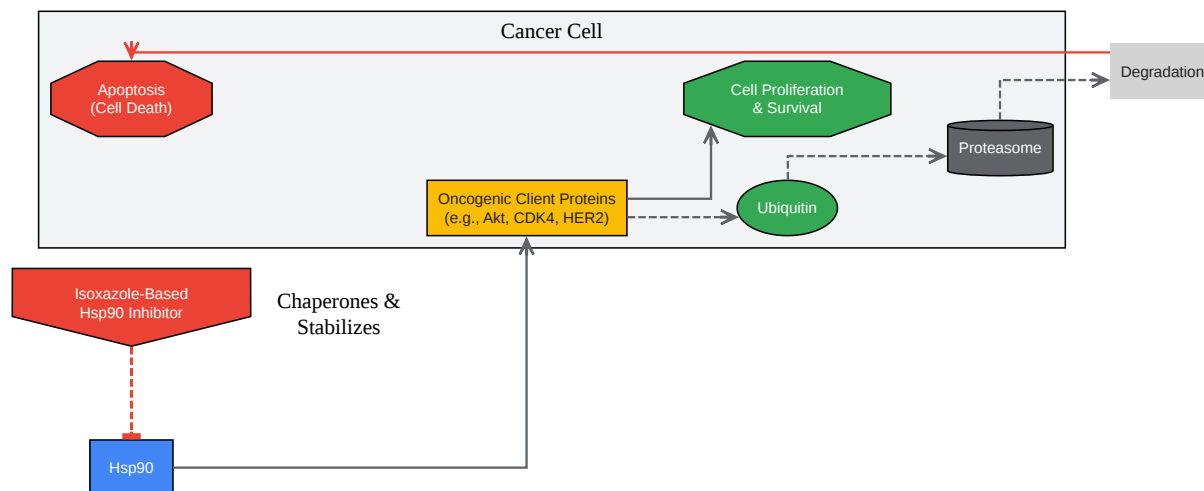 Cancer Cell
Degradation
Apoptosis
(Cell Death)
Cell Proliferation
& Survival
Proteasome
Oncogenic Client Proteins
(e.g., Akt, CDK4, HER2)
Ubiquitin
Isoxazole-Based
Hsp90 Inhibitor
Chaperones &
Stabilizes
Hsp90